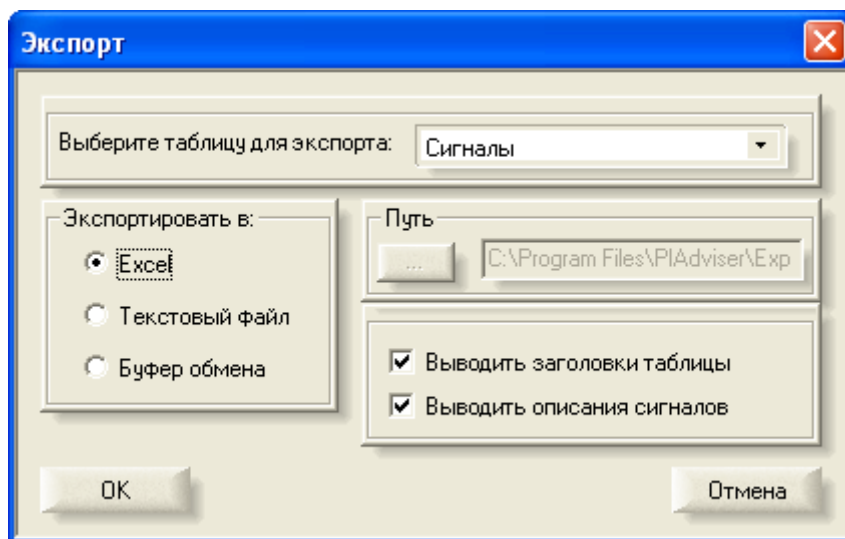 Экспорт
Выберите таблицу для экспорта: Сигналы
Экспортировать в:
Excel
Текстовый файл
Буфер обмена
Путь
... C:\Program Files\PIAdviser\Exp
Выводить заголовки таблицы
Выводить описания сигналов
OK
Отмена